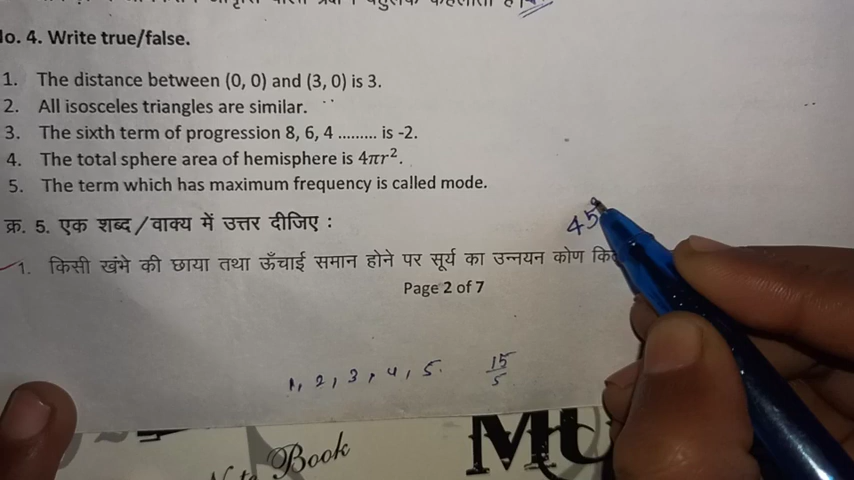 No. 4. Write true/false.
1. The distance between (0, 0) and (3, 0) is 3.
2. All isosceles triangles are similar.
3. The sixth term of progression 8, 6, 4 ......... is -2.
4. The total sphere area of hemisphere is 4πr².
5. The term which has maximum frequency is called mode.
45°
क्र. 5. एक शब्द/वाक्य में उत्तर दीजिए :
1. किसी खंभे की छाया तथा ऊँचाई समान होने पर सूर्य का उन्नयन कोण
Page 2 of 7
1, 2, 3, 4, 5. 15/5
Note Book
MU